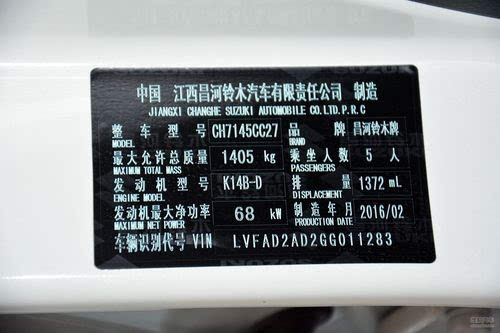 中国 江西昌河铃木汽车有限责任公司 制造
JIANGXI CHANGHE SUZUKI AUTOMOBILE CO.LTD.P.R.C
整车型号 CH7145CC27 品牌 昌河铃木牌
MODEL BRAND
最大允许总质量 1405 kg 乘坐人数 5 人
MAXIMUM TOTAL MASS PASSENGERS
发动机型号 K14B-D 排量 1372 mL
ENGINE MODEL DISPLACEMENT
发动机最大净功率 68 kW 制造年月 2016/02
MAXIMUM NET POWER PRODUCTION DATE
车辆识别代号 VIN LVFAD2AD2GG011283